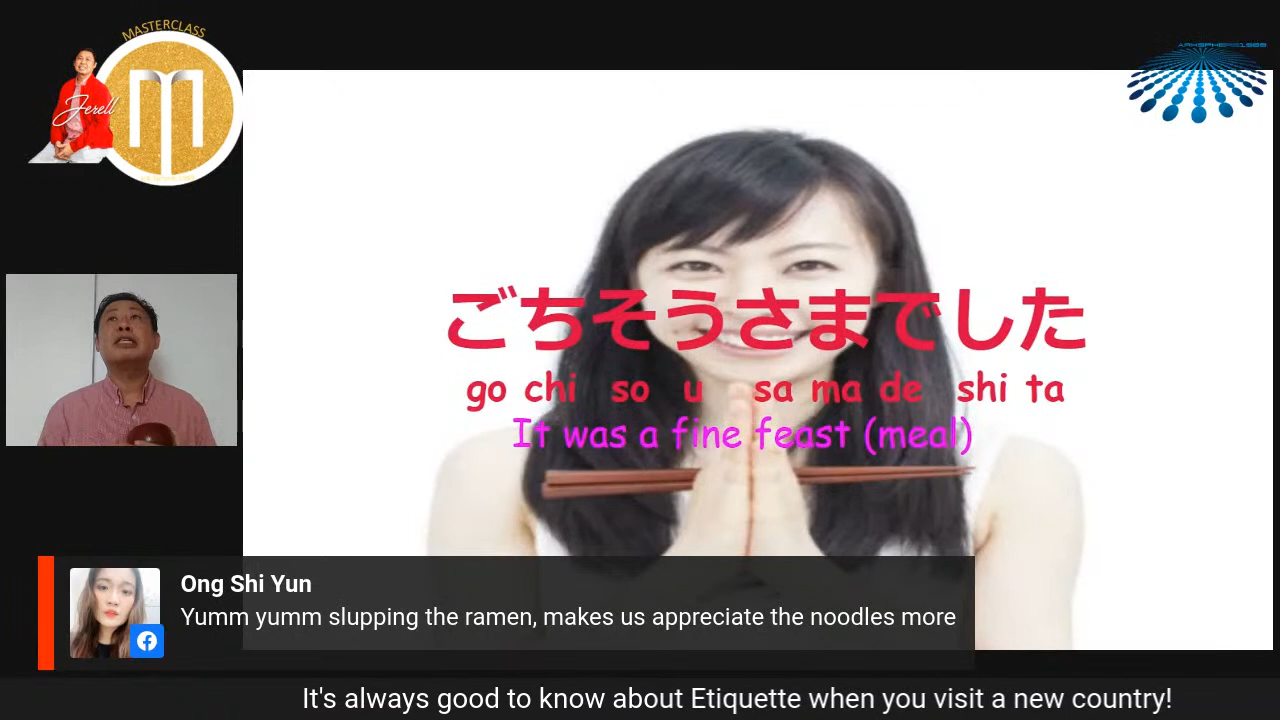 MASTERCLASS
Jerell
ARKSPHERE1989
ごちそうさまでした
go chi so u sa ma de shi ta
It was a fine feast (meal)
Ong Shi Yun
Yumm yumm slupping the ramen, makes us appreciate the noodles more
It's always good to know about Etiquette when you visit a new country!